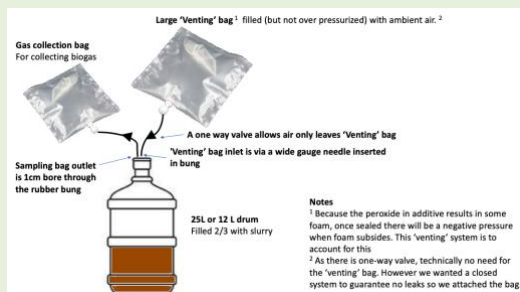 Large 'Venting' bag ¹ filled (but not over pressurized) with ambient air. ²
Gas collection bag
For collecting biogas
A one way valve allows air only leaves 'Venting' bag
'Venting' bag inlet is via a wide gauge needle inserted
in bung
Sampling bag outlet
is 1cm bore through
the rubber bung
25L or 12 L drum
Filled 2/3 with slurry
Notes
¹ Because the peroxide in additive results in some
foam, once sealed there will be a negative pressure
when foam subsides. This 'venting' system is to
account for this
² As there is one-way valve, technically no need for
the 'venting' bag. However we wanted a closed
system to guarantee no leaks so we attached the bag